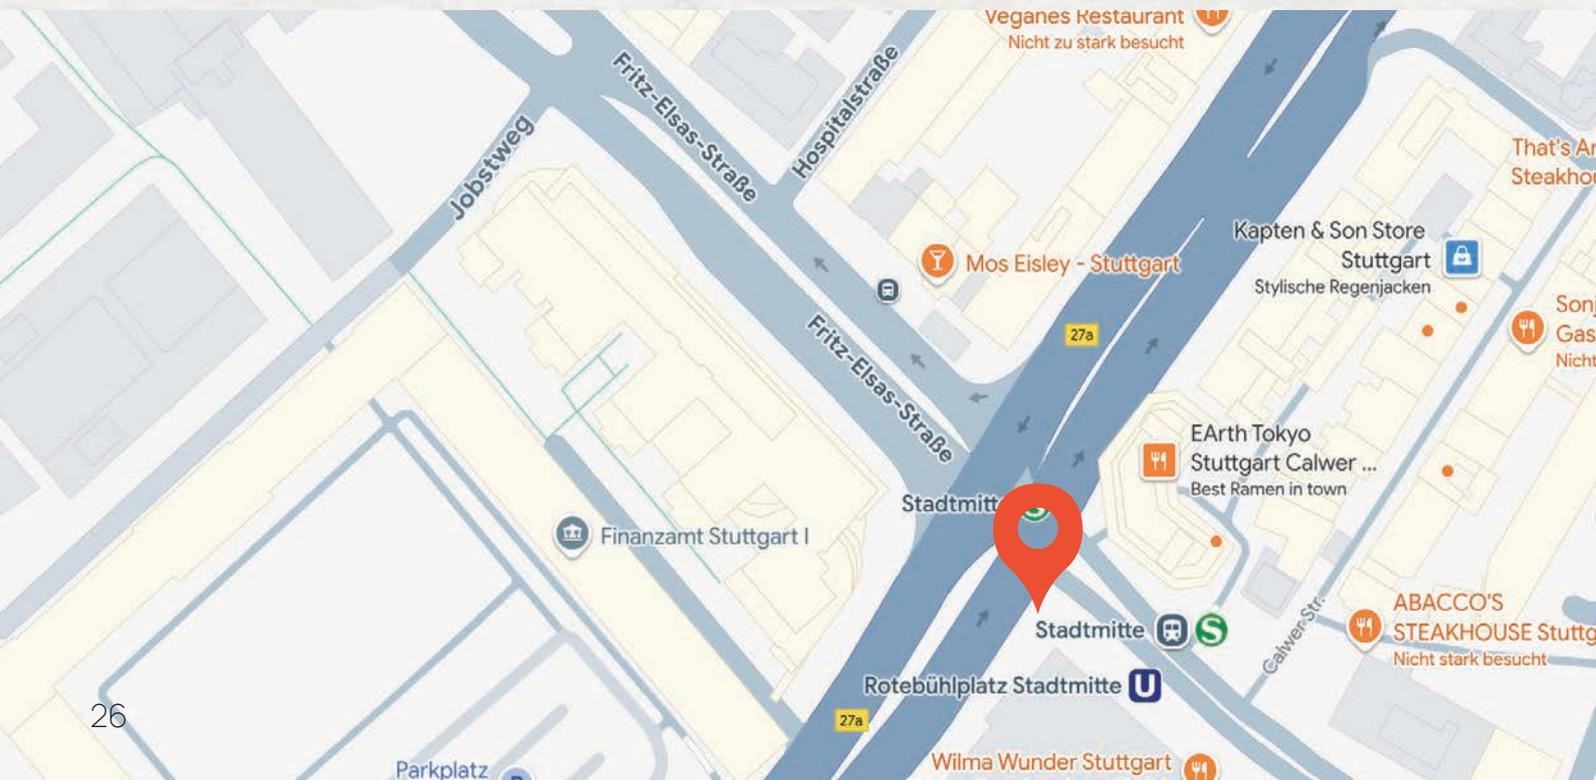 Veganes Restaurant
Nicht zu stark besucht
Fritz-Elsas-Straße
Hospitalstraße
Jobstweg
That's Ar
Steakhou
Kapten & Son Store
Stuttgart
Stylische Regenjacken
Mos Eisley - Stuttgart
27a
Fritz-Elsas-Straße
Gas
Nicht
EArth Tokyo
Stuttgart Calwer ...
Best Ramen in town
Stadtmitt
S
Finanzamt Stuttgart I
ABACCO'S
STEAKHOUSE Stuttg
Nicht stark besucht
Stadtmitte
S
Calwer Str.
Rotebühlplatz Stadtmitte
U
26
27a
Wilma Wunder Stuttgart
Parkplatz